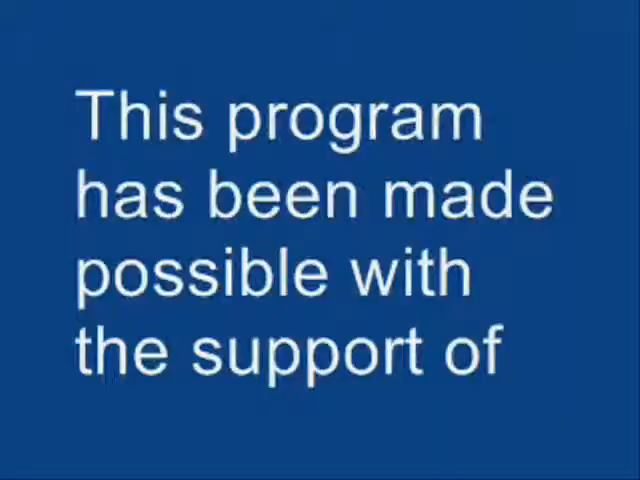 This program
has been made
possible with
the support of